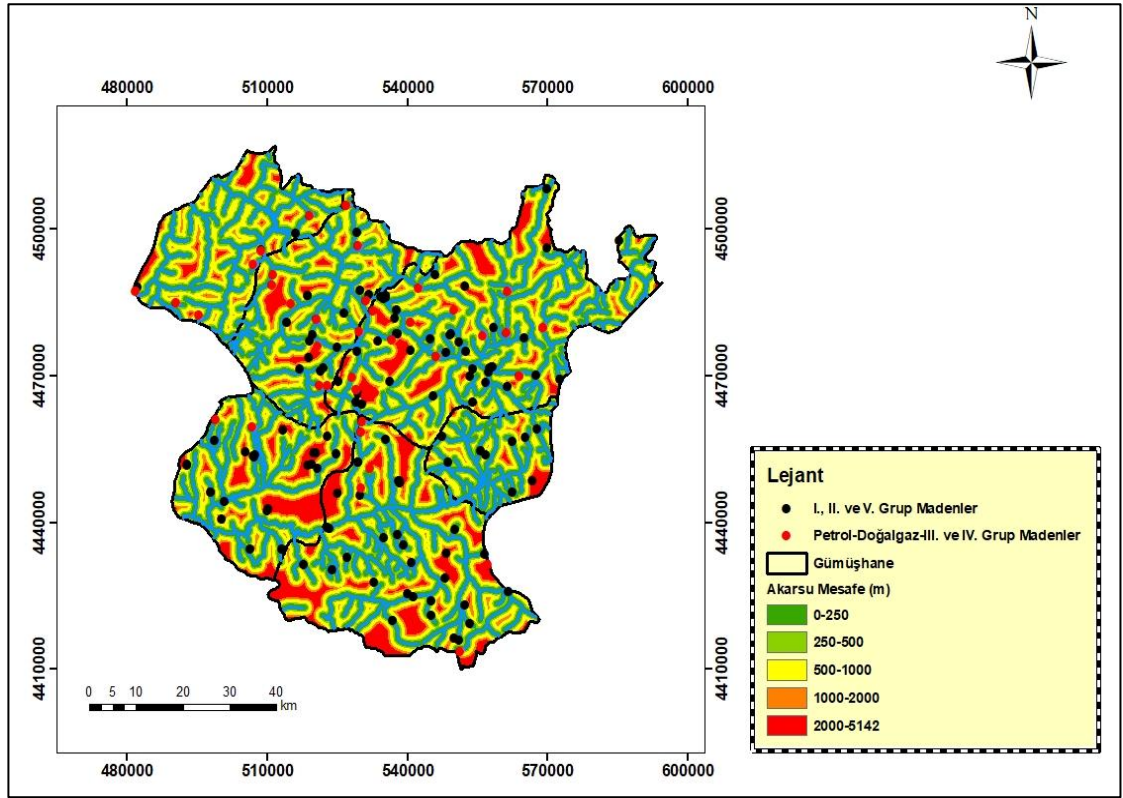 N
480000 510000 540000 570000 600000
4500000 4500000
4470000 4470000
4440000 4440000
4410000 4410000
0 5 10 20 30 40
km
Lejant
I., II. ve V. Grup Madenler
Petrol-Doğalgaz-III. ve IV. Grup Madenler
Gümüşhane
Akarsu Mesafe (m)
0-250
250-500
500-1000
1000-2000
2000-5142
480000 510000 540000 570000 600000